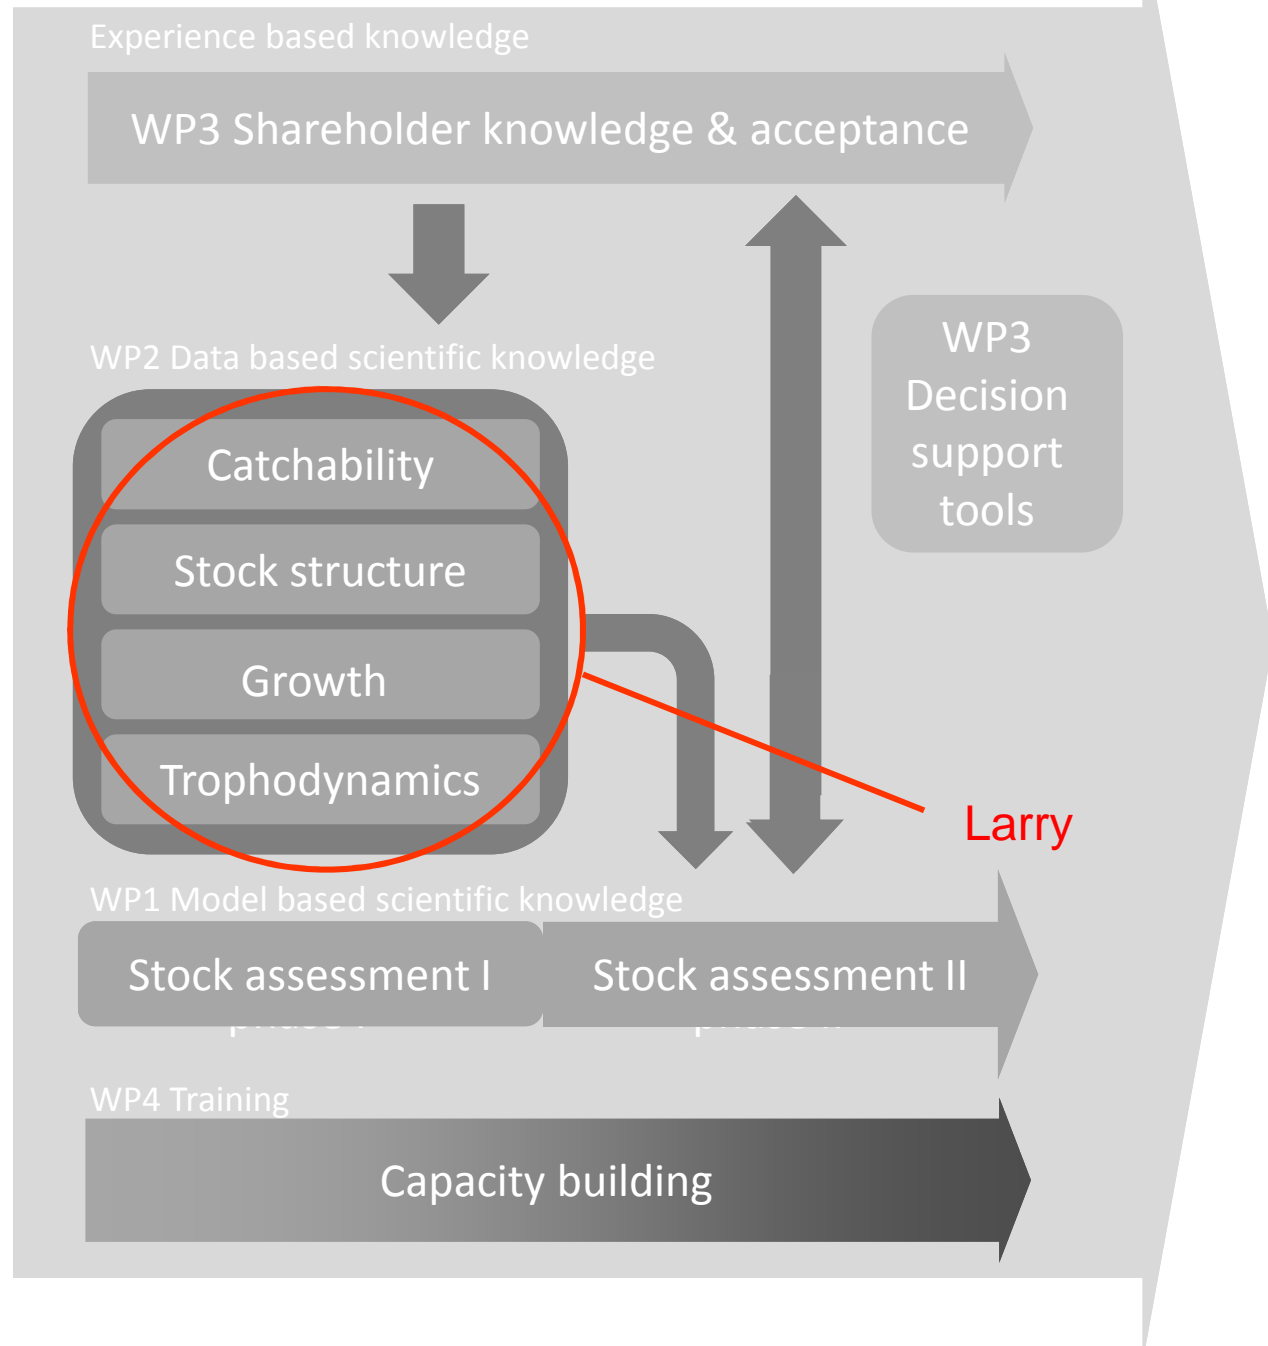 Experience based knowledge
WP3 Shareholder knowledge & acceptance
WP2 Data based scientific knowledge
WP3
Decision
support
tools
Catchability
Stock structure
Growth
Trophodynamics
Larry
WP1 Model based scientific knowledge
Stock assessment I
Stock assessment II
WP4 Training
Capacity building